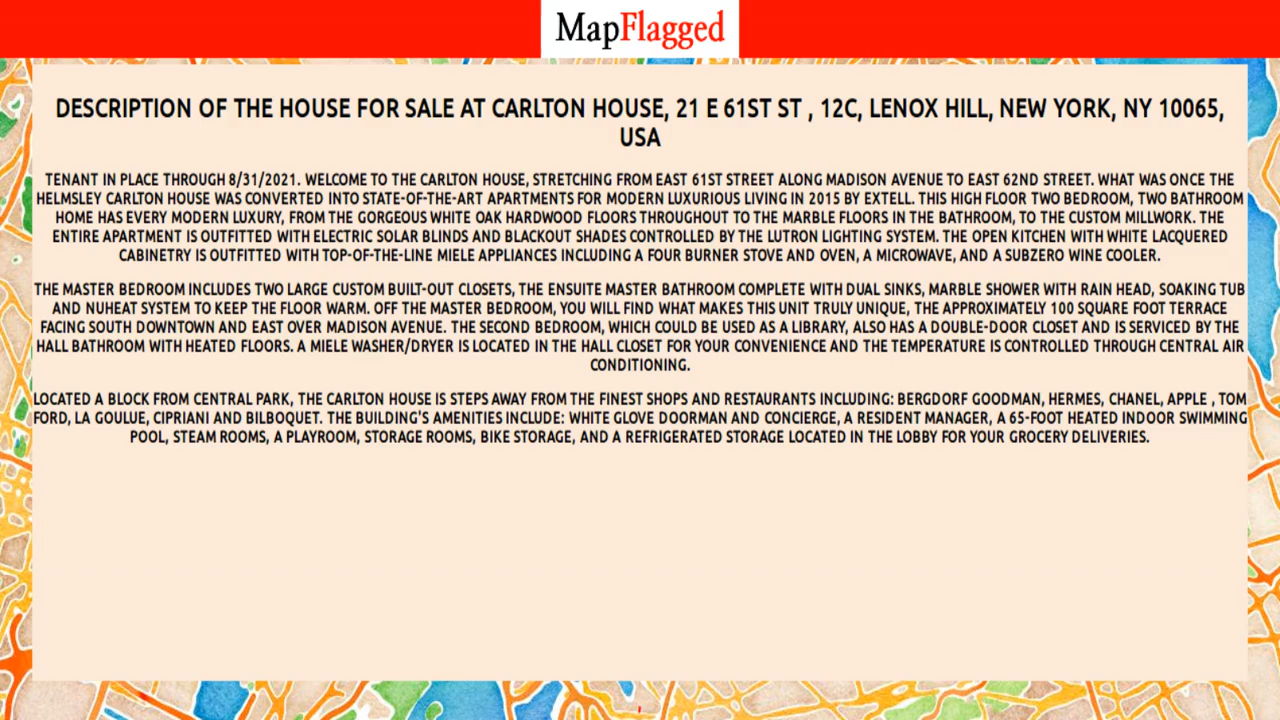 MapFlagged
DESCRIPTION OF THE HOUSE FOR SALE AT CARLTON HOUSE, 21 E 61ST ST , 12C, LENOX HILL, NEW YORK, NY 10065,
USA
TENANT IN PLACE THROUGH 8/31/2021. WELCOME TO THE CARLTON HOUSE, STRETCHING FROM EAST 61ST STREET ALONG MADISON AVENUE TO EAST 62ND STREET. WHAT WAS ONCE THE
HELMSLEY CARLTON HOUSE WAS CONVERTED INTO STATE-OF-THE-ART APARTMENTS FOR MODERN LUXURIOUS LIVING IN 2015 BY EXTELL. THIS HIGH FLOOR TWO BEDROOM, TWO BATHROOM
HOME HAS EVERY MODERN LUXURY, FROM THE GORGEOUS WHITE OAK HARDWOOD FLOORS THROUGHOUT TO THE MARBLE FLOORS IN THE BATHROOM, TO THE CUSTOM MILLWORK. THE
ENTIRE APARTMENT IS OUTFITTED WITH ELECTRIC SOLAR BLINDS AND BLACKOUT SHADES CONTROLLED BY THE LUTRON LIGHTING SYSTEM. THE OPEN KITCHEN WITH WHITE LACQUERED
CABINETRY IS OUTFITTED WITH TOP-OF-THE-LINE MIELE APPLIANCES INCLUDING A FOUR BURNER STOVE AND OVEN, A MICROWAVE, AND A SUBZERO WINE COOLER.
THE MASTER BEDROOM INCLUDES TWO LARGE CUSTOM BUILT-OUT CLOSETS, THE ENSUITE MASTER BATHROOM COMPLETE WITH DUAL SINKS, MARBLE SHOWER WITH RAIN HEAD, SOAKING TUB
AND NUHEAT SYSTEM TO KEEP THE FLOOR WARM. OFF THE MASTER BEDROOM, YOU WILL FIND WHAT MAKES THIS UNIT TRULY UNIQUE, THE APPROXIMATELY 100 SQUARE FOOT TERRACE
FACING SOUTH DOWNTOWN AND EAST OVER MADISON AVENUE. THE SECOND BEDROOM, WHICH COULD BE USED AS A LIBRARY, ALSO HAS A DOUBLE-DOOR CLOSET AND IS SERVICED BY THE
HALL BATHROOM WITH HEATED FLOORS. A MIELE WASHER/DRYER IS LOCATED IN THE HALL CLOSET FOR YOUR CONVENIENCE AND THE TEMPERATURE IS CONTROLLED THROUGH CENTRAL AIR
CONDITIONING.
LOCATED A BLOCK FROM CENTRAL PARK, THE CARLTON HOUSE IS STEPS AWAY FROM THE FINEST SHOPS AND RESTAURANTS INCLUDING: BERGDORF GOODMAN, HERMES, CHANEL, APPLE , TOM
FORD, LA GOULUE, CIPRIANI AND BILBOQUET. THE BUILDING'S AMENITIES INCLUDE: WHITE GLOVE DOORMAN AND CONCIERGE, A RESIDENT MANAGER, A 65-FOOT HEATED INDOOR SWIMMING
POOL, STEAM ROOMS, A PLAYROOM, STORAGE ROOMS, BIKE STORAGE, AND A REFRIGERATED STORAGE LOCATED IN THE LOBBY FOR YOUR GROCERY DELIVERIES.